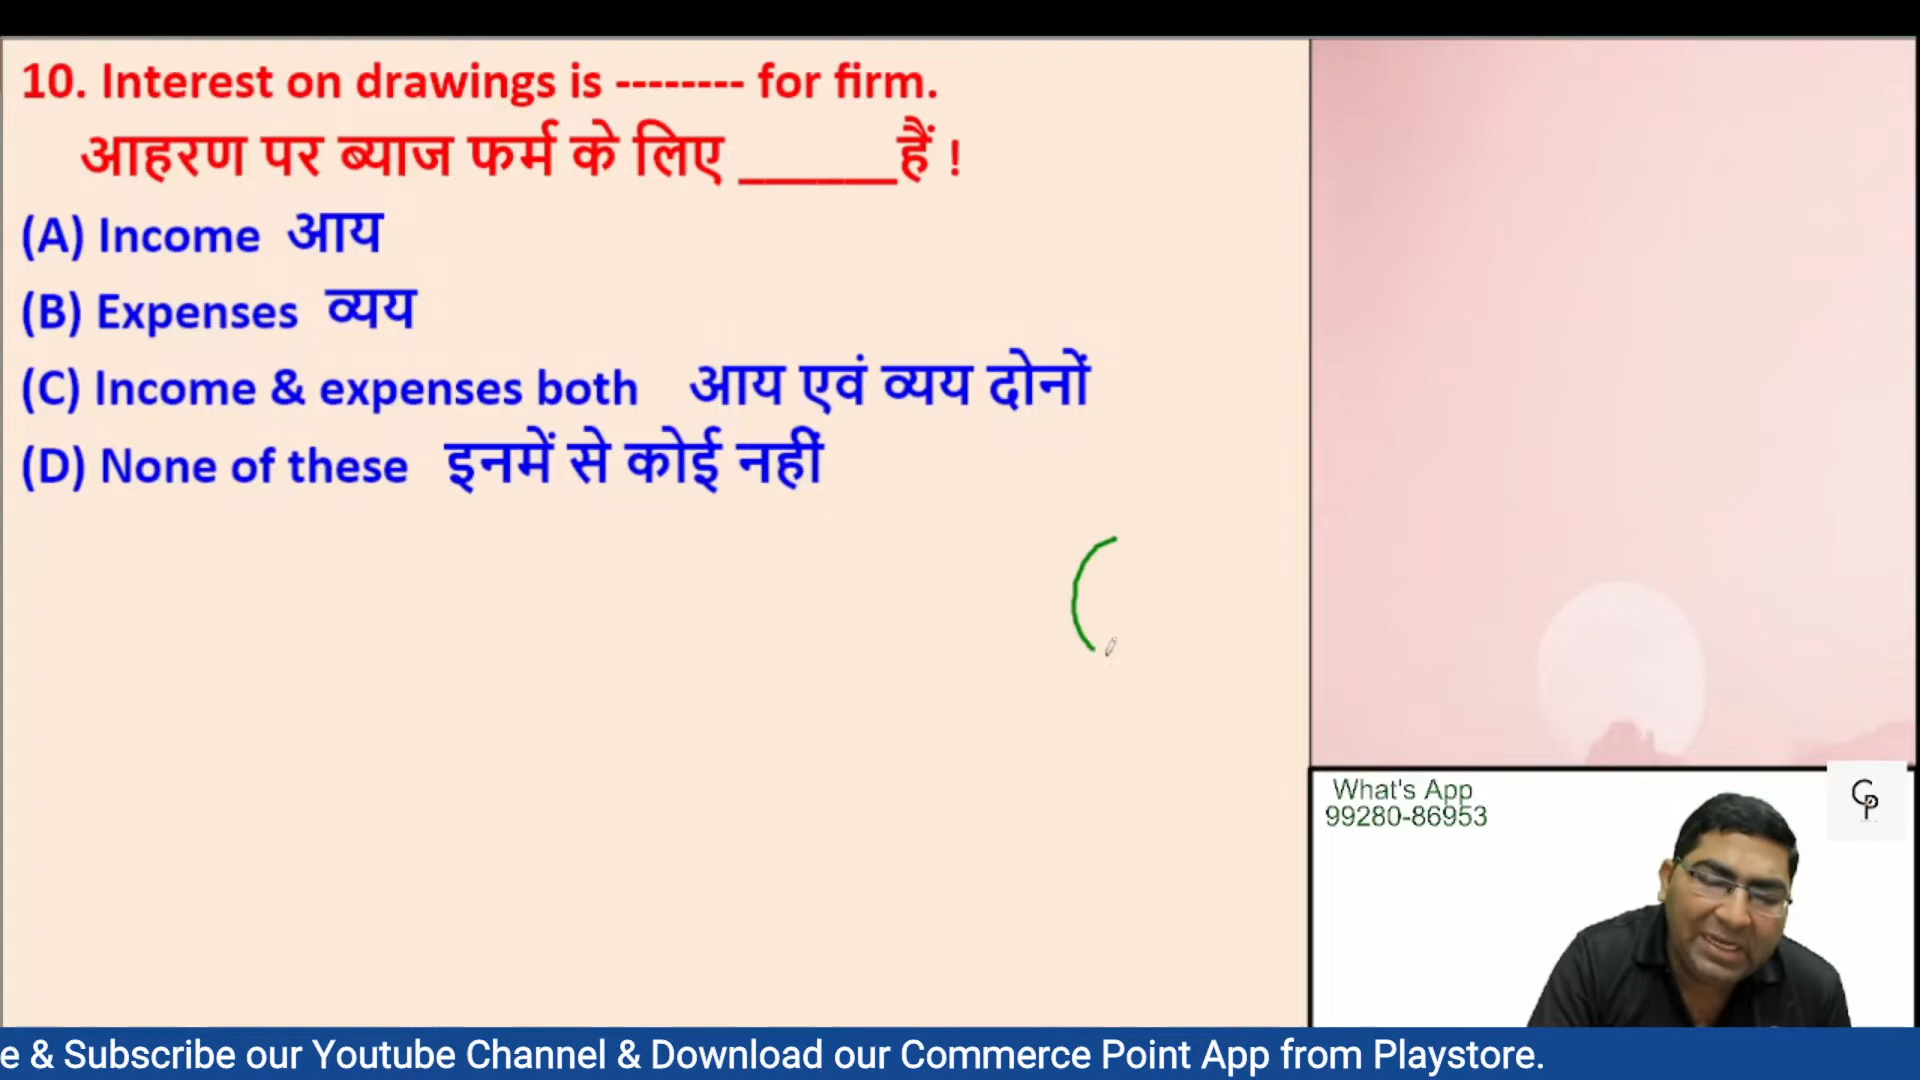 10. Interest on drawings is -------- for firm.
आहरण पर ब्याज फर्म के लिए ______हैं !
(A) Income आय
(B) Expenses व्यय
(C) Income & expenses both आय एवं व्यय दोनों
(D) None of these इनमें से कोई नहीं
What's App
99280-86953
CP
e & Subscribe our Youtube Channel & Download our Commerce Point App from Playstore.